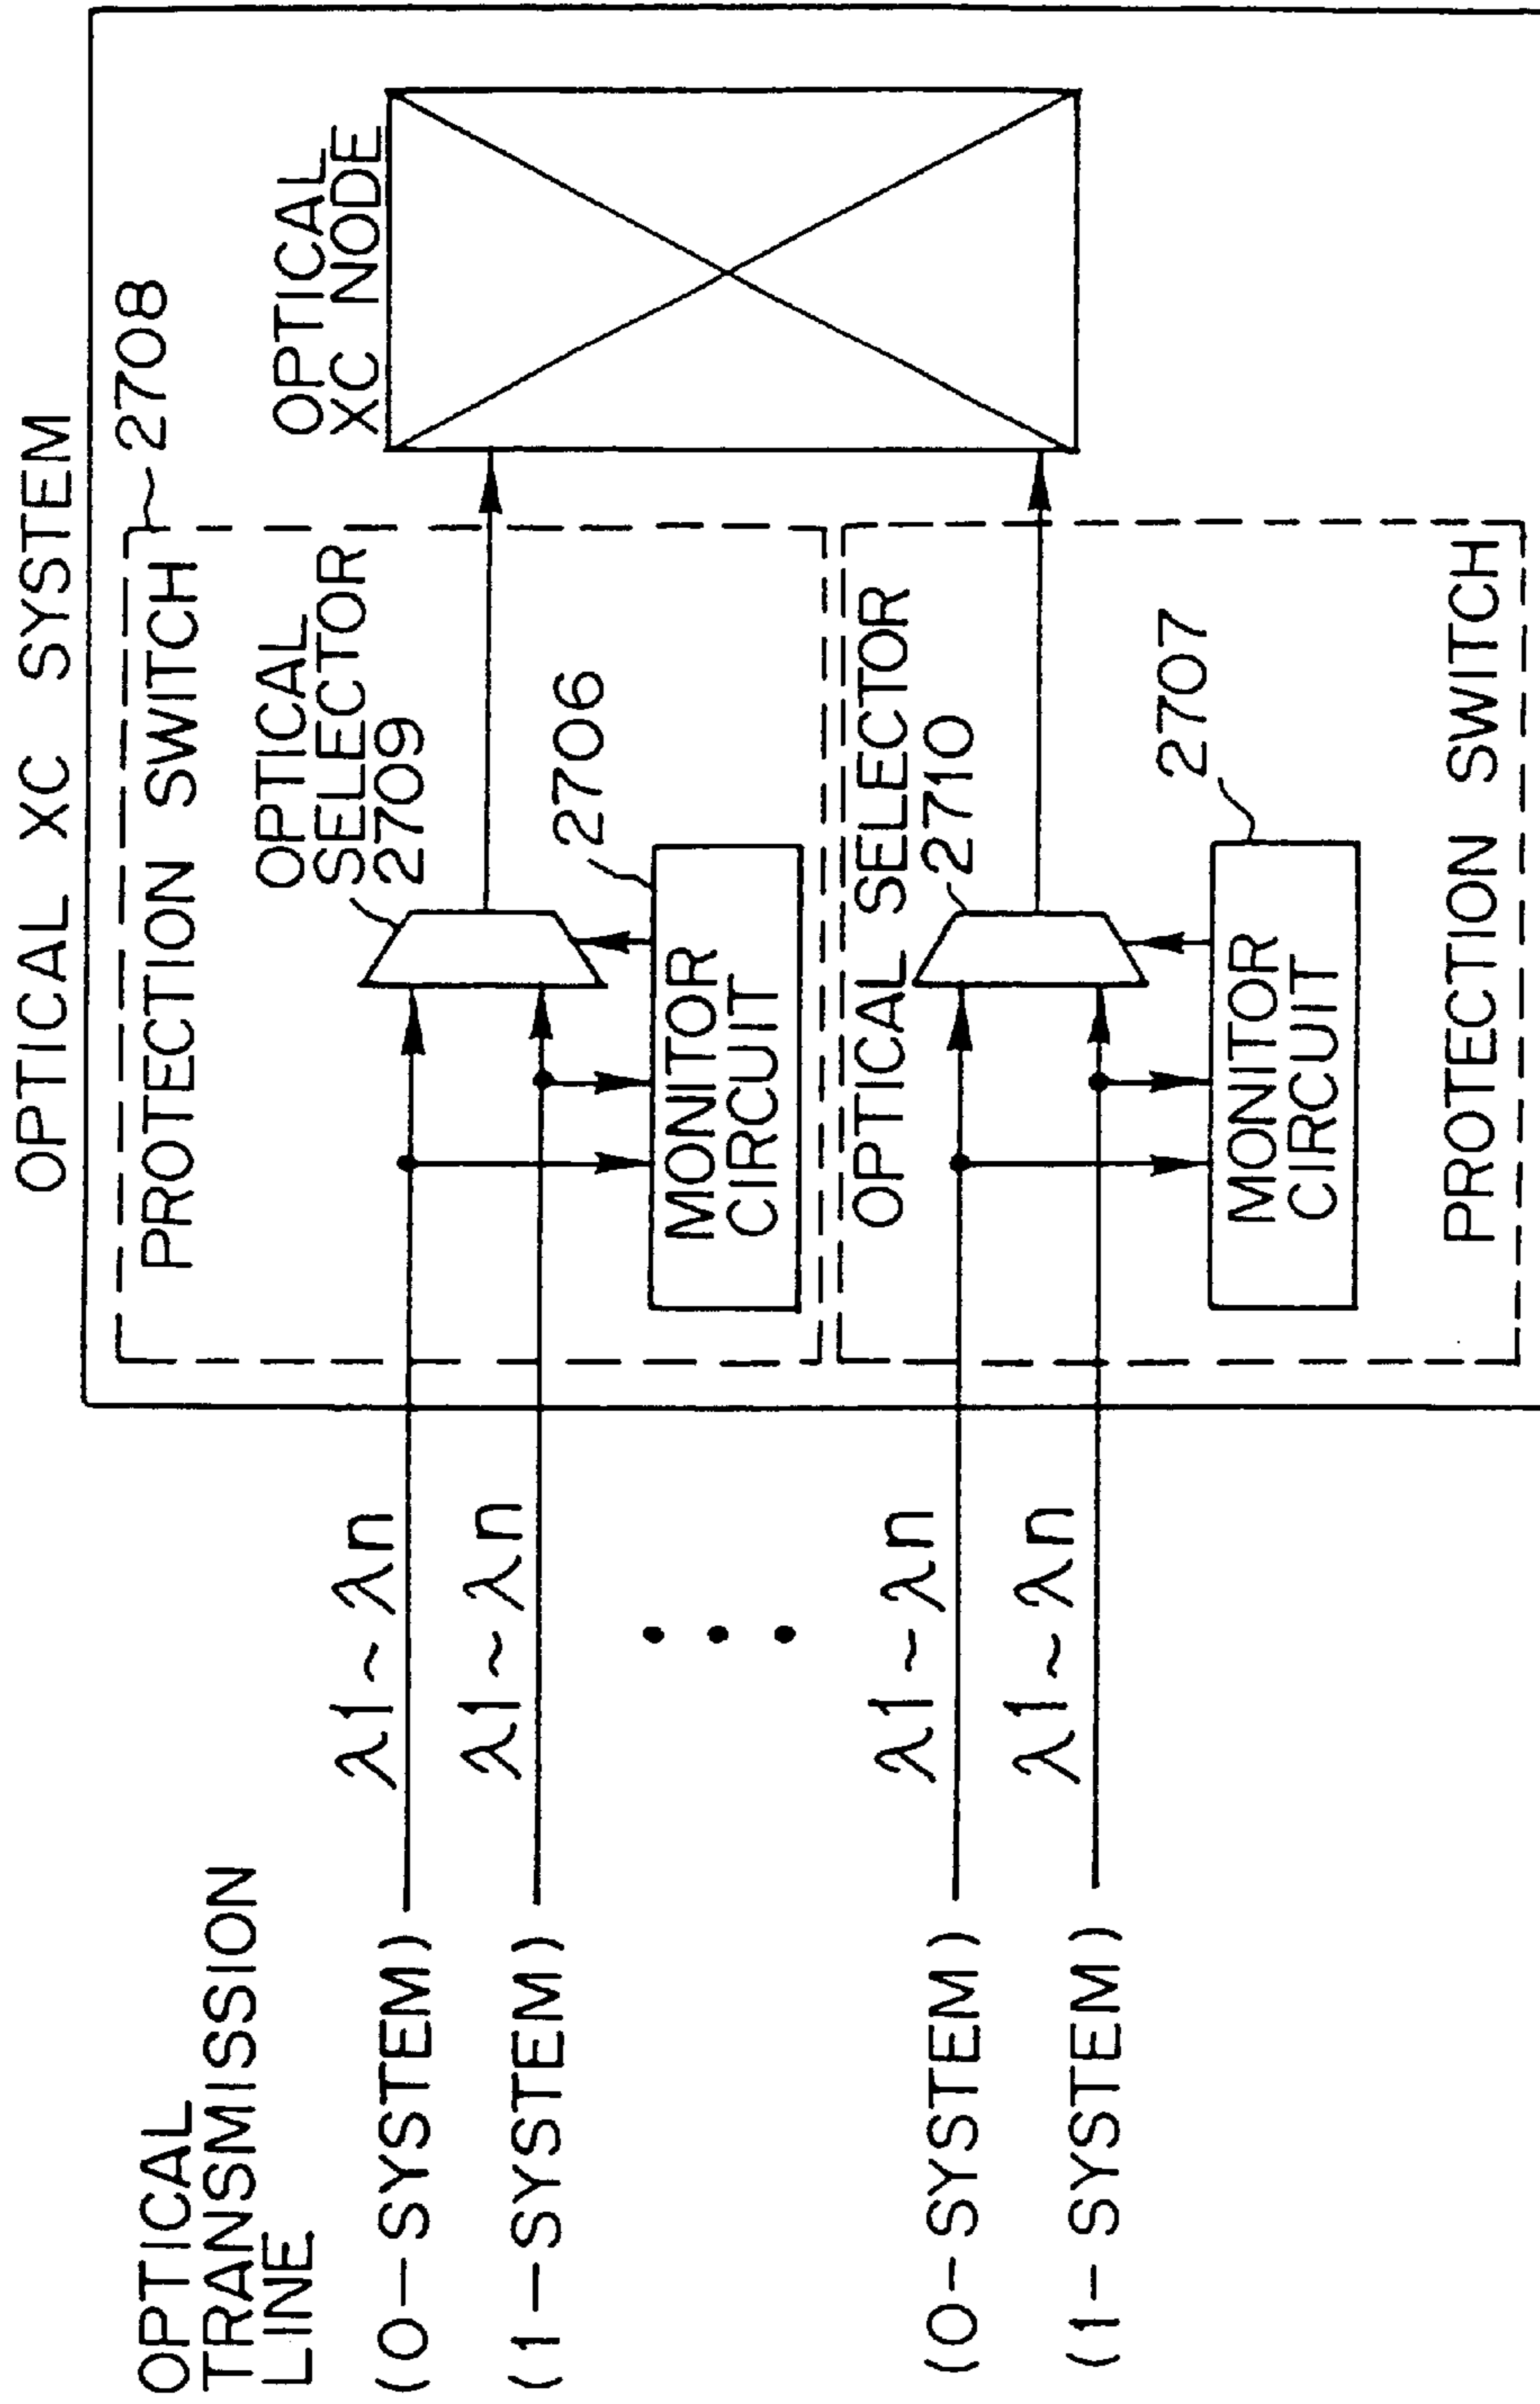 OPTICAL XC SYSTEM
2708
PROTECTION SWITCH
OPTICAL
XC NODE
OPTICAL
SELECTOR
2709
2706
MONITOR
CIRCUIT
OPTICAL SELECTOR
2710
2707
MONITOR
CIRCUIT
PROTECTION SWITCH
OPTICAL
TRANSMISSION
LINE
(0-SYSTEM)
λ1~λn
(1-SYSTEM)
λ1~λn
(0-SYSTEM)
λ1~λn
(1-SYSTEM)
λ1~λn